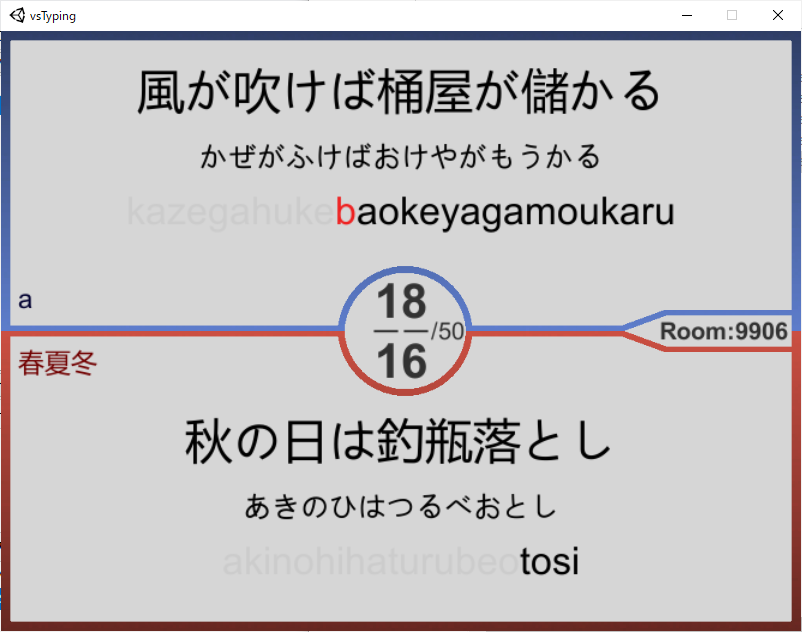 vsTyping
風が吹けば桶屋が儲かる
かぜがふけばおけやがもうかる
kazegahukebaokeyagamoukaru
a
18
16
/50
Room:9906
春夏冬
秋の日は釣瓶落とし
あきのひはつるべおとし
akinohihaturubeotosi